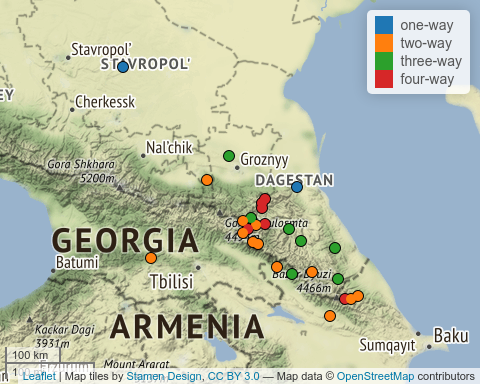 one-way
two-way
three-way
four-way
Stavropol'
STAVROPOL'
EY
Cherkessk
Nal'chik
Groznyy
Gora Shkhara
5200m
DAGESTAN
GEORGIA
Batumi
Tbilisi
4466m
ARMENIA
Kackar Dagi
3931m
Baku
Sumqayıt
100 km
Mount Ararat
Leaflet | Map tiles by Stamen Design, CC BY 3.0 — Map data © OpenStreetMap contributors